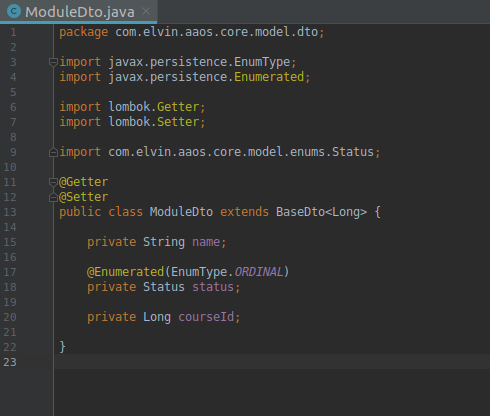 ModuleDto.java
1 package com.elvin.aaos.core.model.dto;
2
3 import javax.persistence.EnumType;
4 import javax.persistence.Enumerated;
5
6 import lombok.Getter;
7 import lombok.Setter;
8
9 import com.elvin.aaos.core.model.enums.Status;
10
11 @Getter
12 @Setter
13 public class ModuleDto extends BaseDto<Long> {
14
15     private String name;
16
17     @Enumerated(EnumType.ORDINAL)
18     private Status status;
19
20     private Long courseId;
21
22 }
23